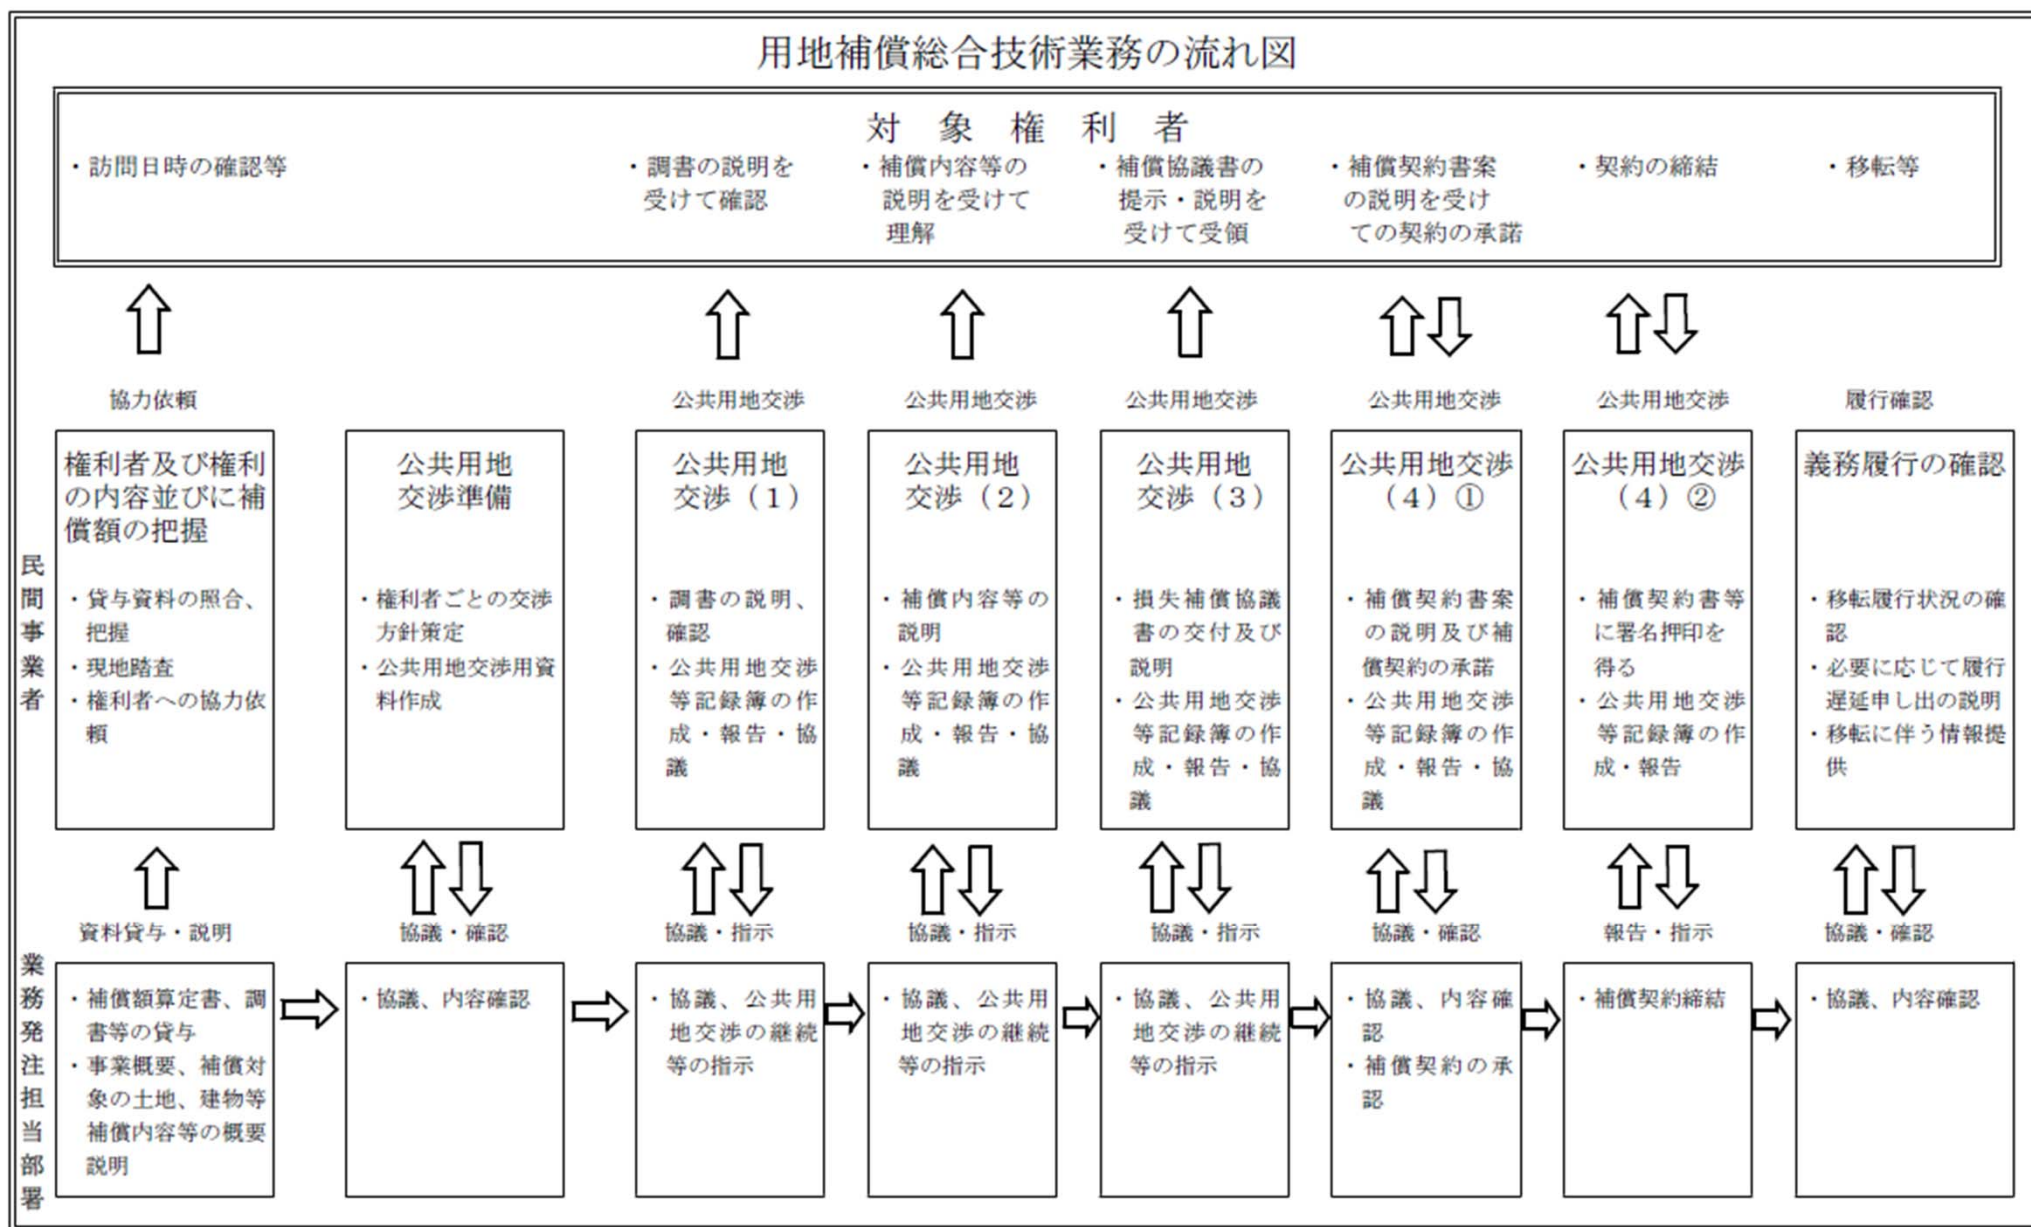 用地補償総合技術業務の流れ図
対象権利者
・訪問日時の確認等
・調書の説明を
受けて確認
・補償内容等の
説明を受けて
理解
・補償協議書の
提示・説明を
受けて受領
・補償契約書案
の説明を受け
ての契約の承諾
・契約の締結
・移転等
協力依頼
公共用地交渉
公共用地交渉
公共用地交渉
公共用地交渉
公共用地交渉
履行確認
民間事業者
権利者及び権利
の内容並びに補
償額の把握
・貸与資料の照合、
把握
・現地踏査
・権利者への協力依
頼
公共用地
交渉準備
・権利者ごとの交渉
方針策定
・公共用地交渉用資
料作成
公共用地
交渉（１）
・調書の説明、
確認
・公共用地交渉
等記録簿の作
成・報告・協
議
公共用地
交渉（２）
・補償内容等の
説明
・公共用地交渉
等記録簿の作
成・報告・協
議
公共用地
交渉（３）
・損失補償協議
書の交付及び
説明
・公共用地交渉
等記録簿の作
成・報告・協
議
公共用地交渉
（４）①
・補償契約書案
の説明及び補
償契約の承諾
・公共用地交渉
等記録簿の作
成・報告・協
議
公共用地交渉
（４）②
・補償契約書等
に署名押印を
得る
・公共用地交渉
等記録簿の作
成・報告
義務履行の確認
・移転履行状況の確
認
・必要に応じて履行
遅延申し出の説明
・移転に伴う情報提
供
資料貸与・説明
協議・確認
協議・指示
協議・指示
協議・指示
協議・確認
報告・指示
協議・確認
業務発注担当部署
・補償額算定書、調
書等の貸与
・事業概要、補償対
象の土地、建物等
補償内容等の概要
説明
・協議、内容確認
・協議、公共用
地交渉の継続
等の指示
・協議、公共用
地交渉の継続
等の指示
・協議、公共用
地交渉の継続
等の指示
・協議、内容確
認
・補償契約の承
認
・補償契約締結
・協議、内容確認